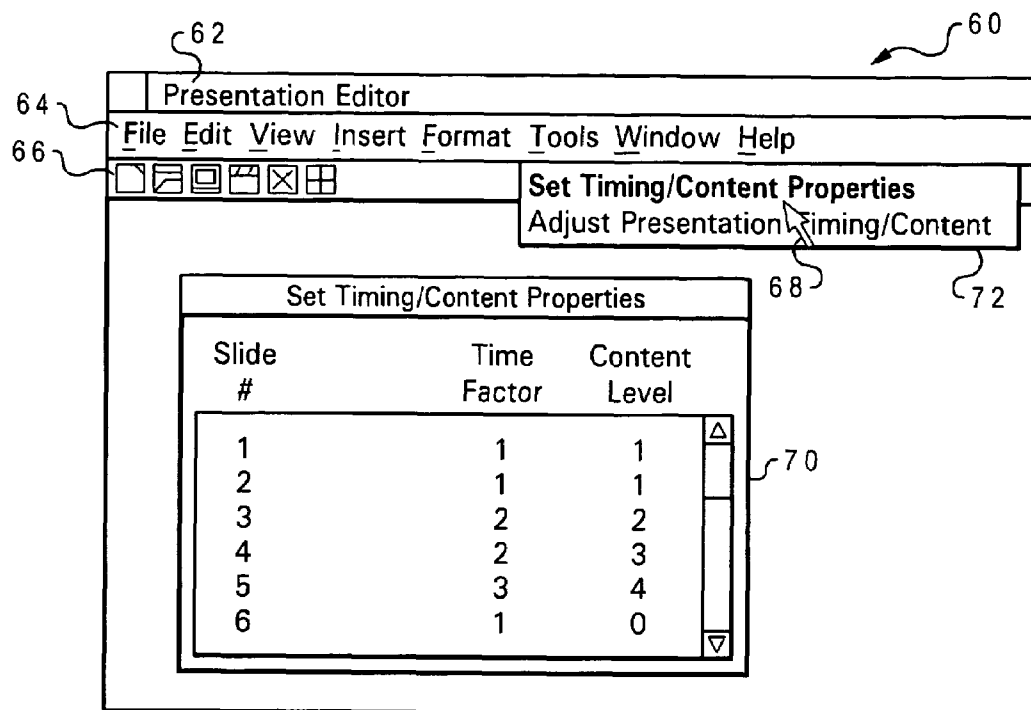 60
62
Presentation Editor
64
File Edit View Insert Format Tools Window Help
66
Set Timing/Content Properties
Adjust Presentation Timing/Content
68
72
Set Timing/Content Properties
Slide # Time Factor Content Level
1 1 1
2 1 1
3 2 2
4 2 3
5 3 4
6 1 0
70